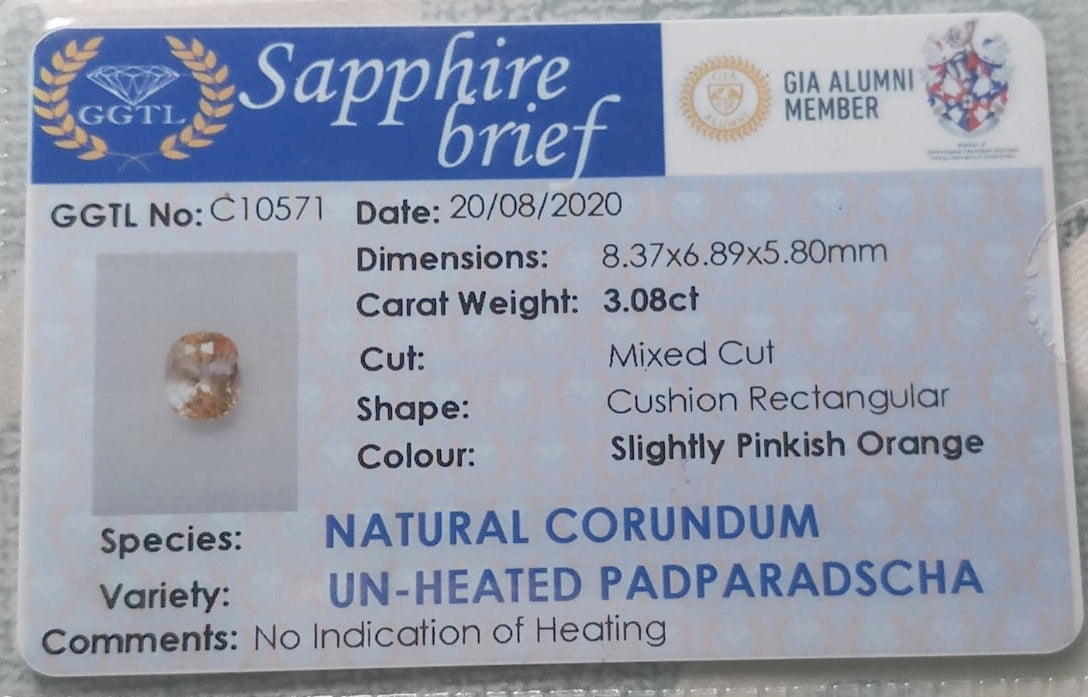 GGTL
Sapphire
brief
GIA
ALUMNI
GIA ALUMNI
MEMBER
GGTL No: C10571 Date: 20/08/2020
Dimensions: 8.37x6.89x5.80mm
Carat Weight: 3.08ct
Cut: Mixed Cut
Shape: Cushion Rectangular
Colour: Slightly Pinkish Orange
Species: NATURAL CORUNDUM
Variety: UN-HEATED PADPARADSCHA
Comments: No Indication of Heating